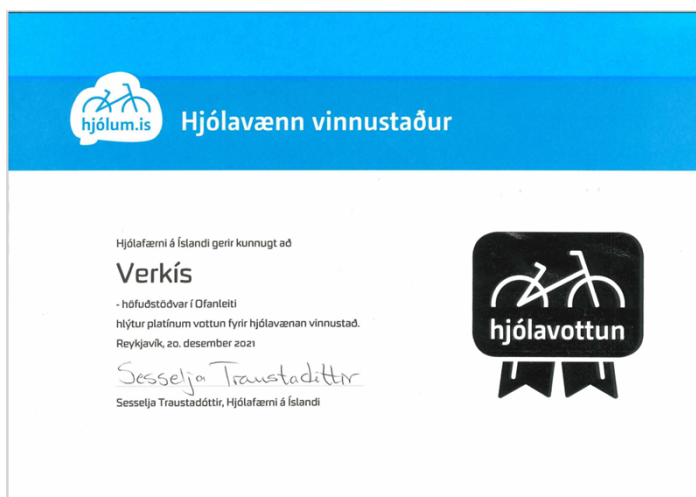 hjólum.is
Hjólavænn vinnustaður
Hjólafærni á Íslandi gerir kunnugt að
Verkís
- höfuðstöðvar í Ofanleiti
hlýtur platínum vottun fyrir hjólavænan vinnustað.
Reykjavík, 20. desember 2021
Sesselja Traustadóttir
Sesselja Traustadóttir, Hjólafærni á Íslandi
hjólavottun